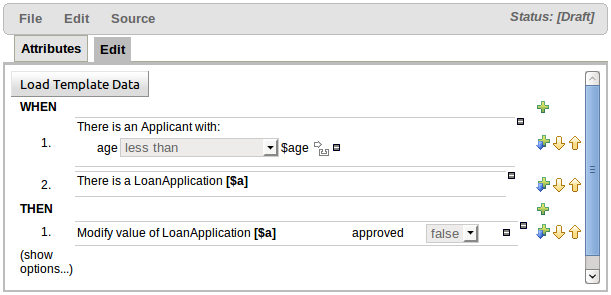 File Edit Source Status: [Draft]
Attributes Edit
Load Template Data
WHEN
There is an Applicant with:
1.
age less than $age
2. There is a LoanApplication [$a]
THEN
1. Modify value of LoanApplication [$a] approved false
(show
options...)